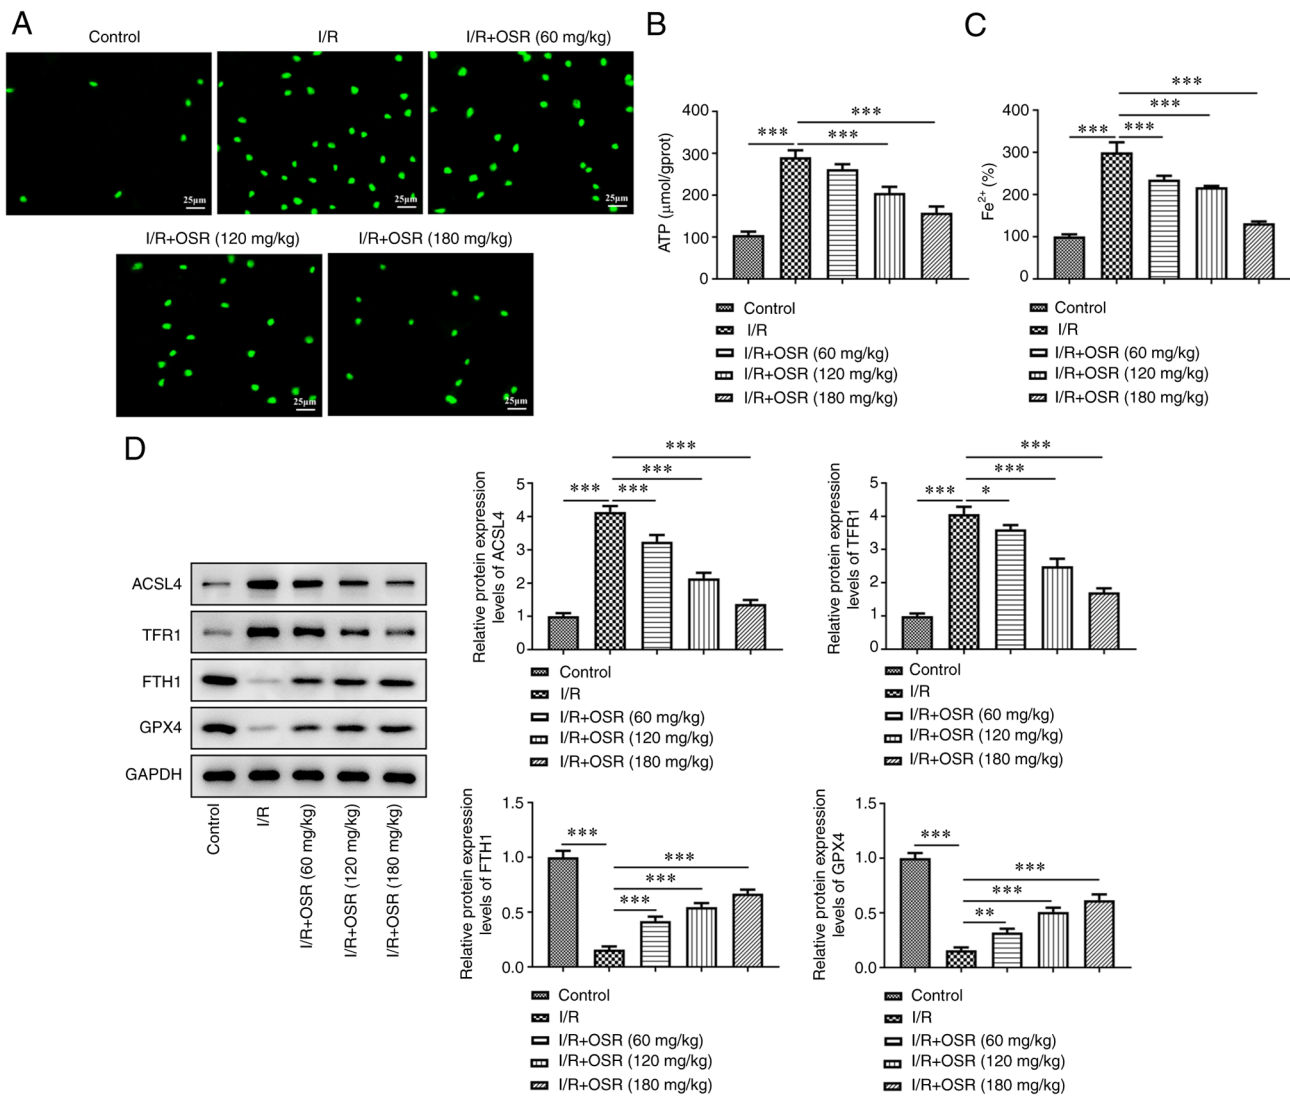 A
Control
I/R
I/R+OSR (60 mg/kg)
25μm
25μm
25μm
I/R+OSR (120 mg/kg)
I/R+OSR (180 mg/kg)
25μm
25μm
B
ATP (μmol/gprot)
400
300
200
100
0
***
***
***
Control
I/R
I/R+OSR (60 mg/kg)
I/R+OSR (120 mg/kg)
I/R+OSR (180 mg/kg)
C
Fe²⁺ (%)
400
300
200
100
0
***
***
***
***
Control
I/R
I/R+OSR (60 mg/kg)
I/R+OSR (120 mg/kg)
I/R+OSR (180 mg/kg)
D
ACSL4
TFR1
FTH1
GPX4
GAPDH
Control
I/R
I/R+OSR (60 mg/kg)
I/R+OSR (120 mg/kg)
I/R+OSR (180 mg/kg)
Relative protein expression
levels of ACSL4
5
4
3
2
1
0
***
***
***
***
Control
I/R
I/R+OSR (60 mg/kg)
I/R+OSR (120 mg/kg)
I/R+OSR (180 mg/kg)
Relative protein expression
levels of TFR1
5
4
3
2
1
0
***
***
***
*
Control
I/R
I/R+OSR (60 mg/kg)
I/R+OSR (120 mg/kg)
I/R+OSR (180 mg/kg)
Relative protein expression
levels of FTH1
1.5
1.0
0.5
0.0
***
***
***
***
Control
I/R
I/R+OSR (60 mg/kg)
I/R+OSR (120 mg/kg)
I/R+OSR (180 mg/kg)
Relative protein expression
levels of GPX4
1.5
1.0
0.5
0.0
***
***
***
**
Control
I/R
I/R+OSR (60 mg/kg)
I/R+OSR (120 mg/kg)
I/R+OSR (180 mg/kg)